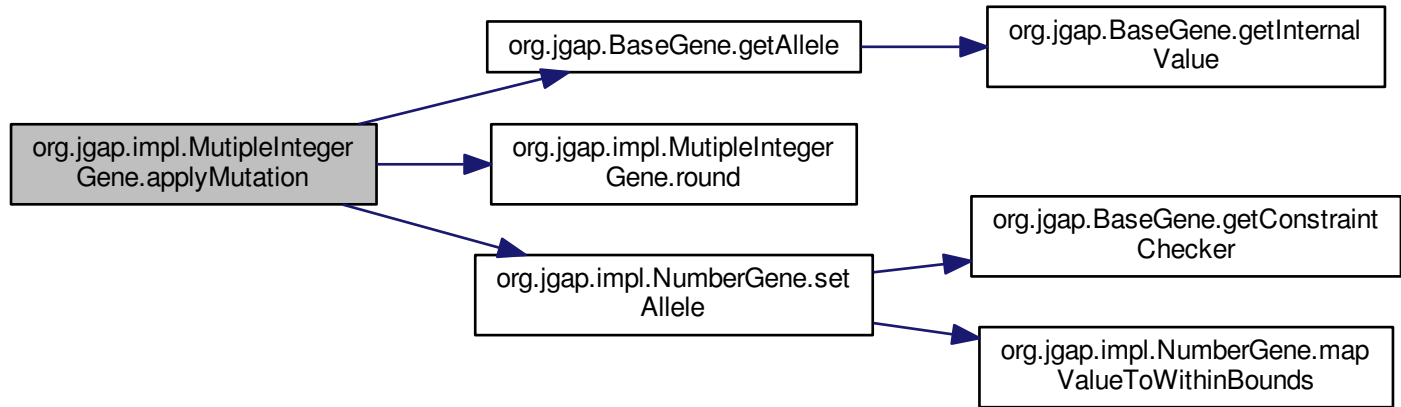 org.jgap.BaseGene.getAllele
org.jgap.BaseGene.getInternal
Value
org.jgap.impl.MutipleInteger
Gene.applyMutation
org.jgap.impl.MutipleInteger
Gene.round
org.jgap.impl.NumberGene.set
Allele
org.jgap.BaseGene.getConstraint
Checker
org.jgap.impl.NumberGene.map
ValueToWithinBounds